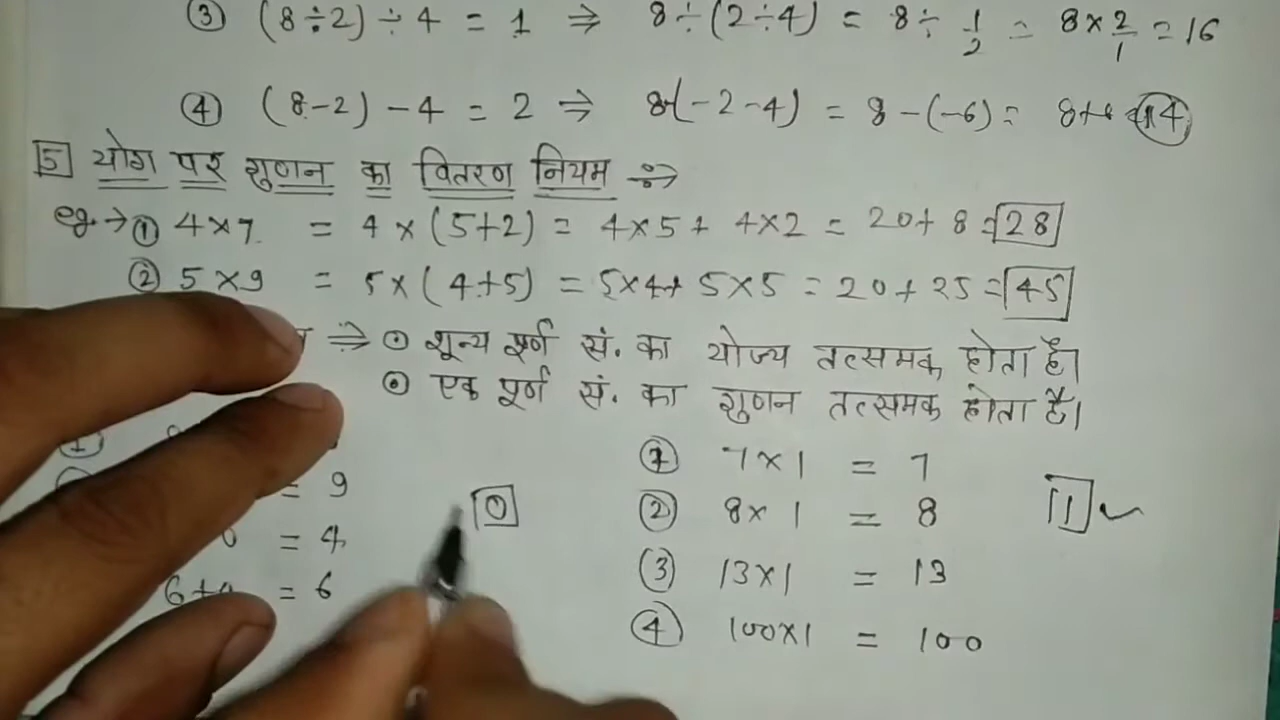 ③ (8÷2)÷4 = 1 ⇒ 8÷(2÷4) = 8÷ 1/2 = 8×2/1 = 16
④ (8-2)-4 = 2 ⇒ 8-(-2-4) = 8-(-6) = 8+6 = 14
5 योग पर गुणन का वितरण नियम ⇒
eg.→ ① 4×7 = 4×(5+2) = 4×5+ 4×2 = 20+8 = 28
② 5×9 = 5×(4+5) = 5×4+ 5×5 = 20+25 = 45
⇒ ⊙ शून्य पूर्ण सं. का योज्य तत्समक होता है।
⊙ एक पूर्ण सं. का गुणन तत्समक होता है।
① 7×1 = 7
= 9 0 ② 8×1 = 8 1 ✓
0 = 4 ③ 13×1 = 13
6+0 = 6 ④ 100×1 = 100